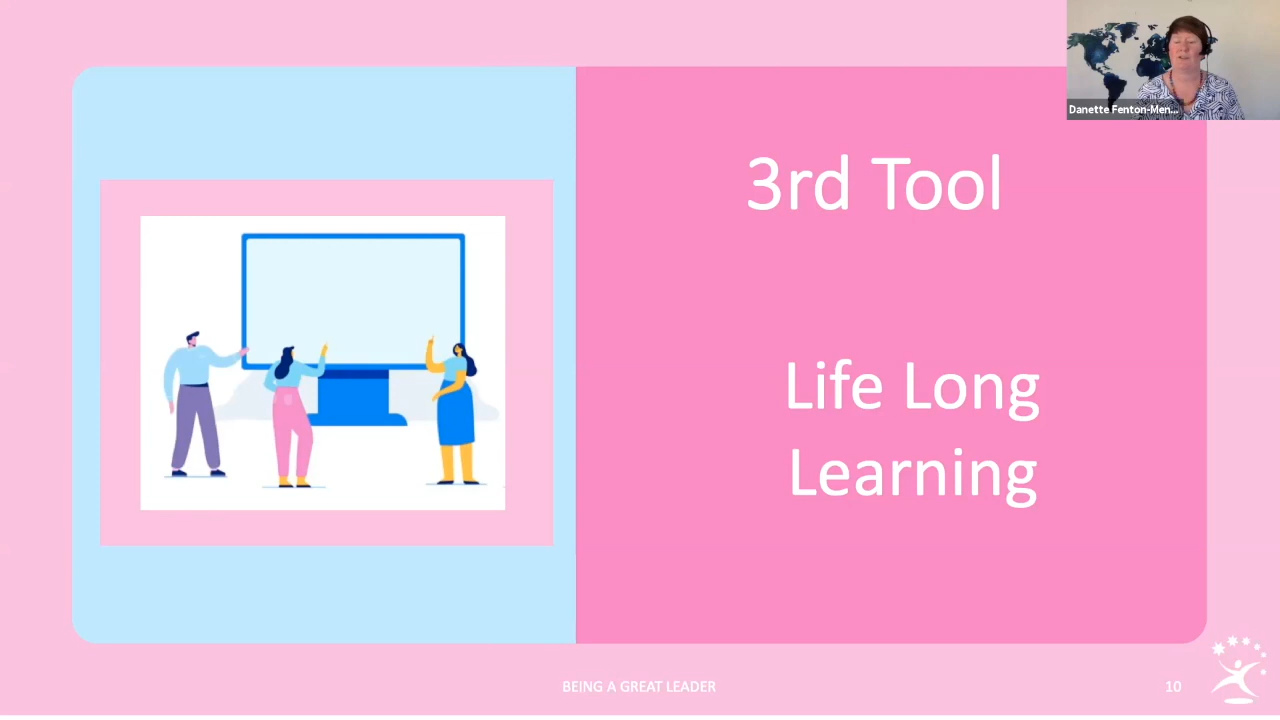 Danette Fenton-Men...
3rd Tool
Life Long
Learning
BEING A GREAT LEADER
10